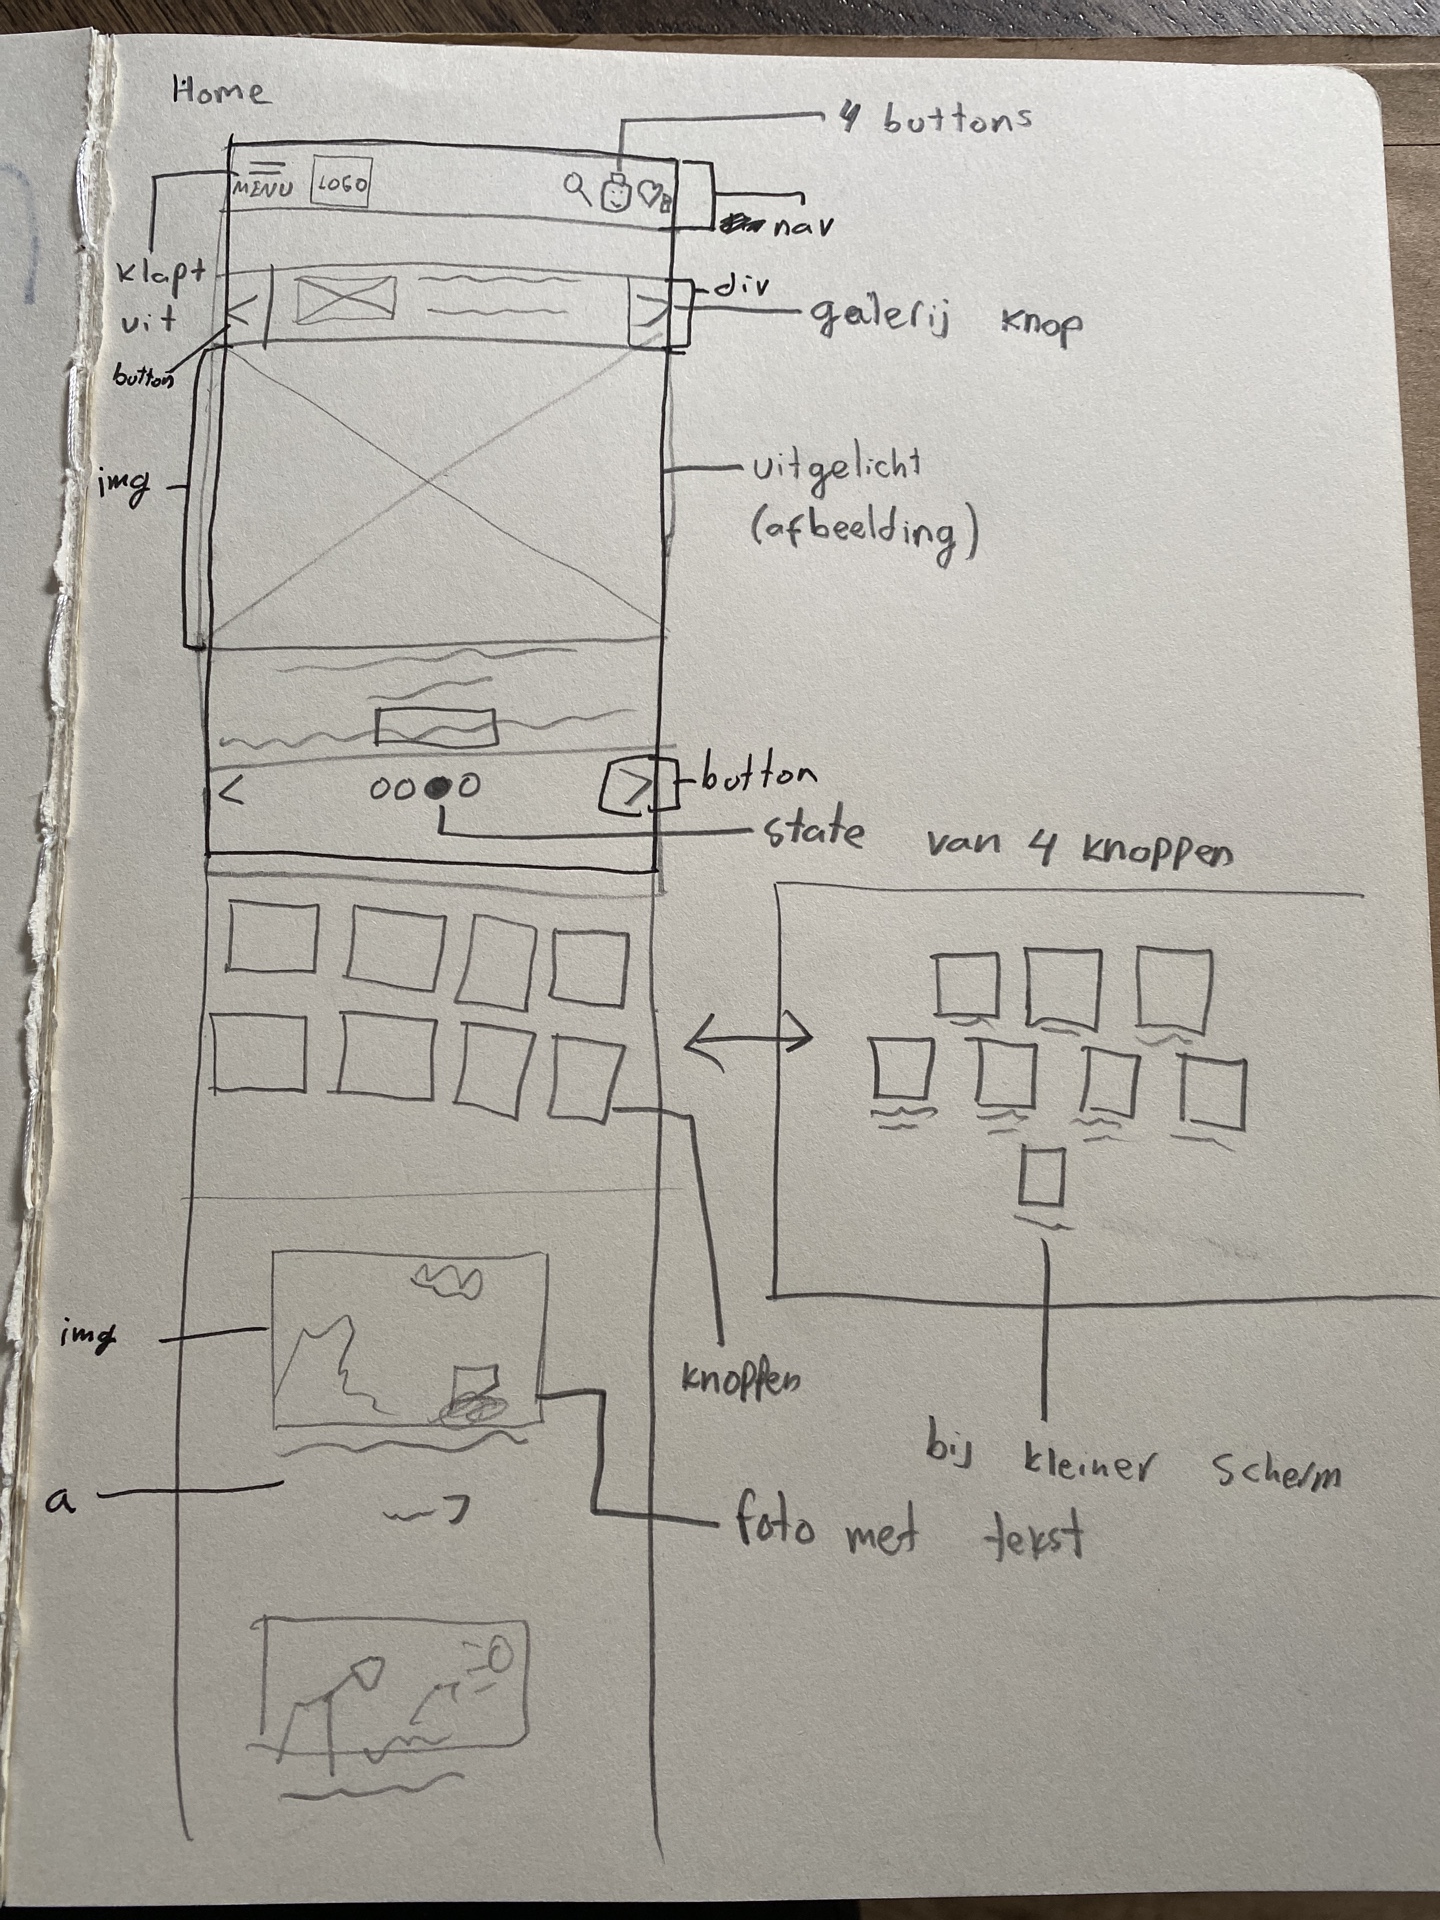 Home
4 buttons
MENU
LOGO
nav
klapt
uit
div
galerij knop
button
img
uitgelicht
(afbeelding)
button
state van 4 knoppen
img
knoppen
bij kleiner scherm
a
foto met tekst